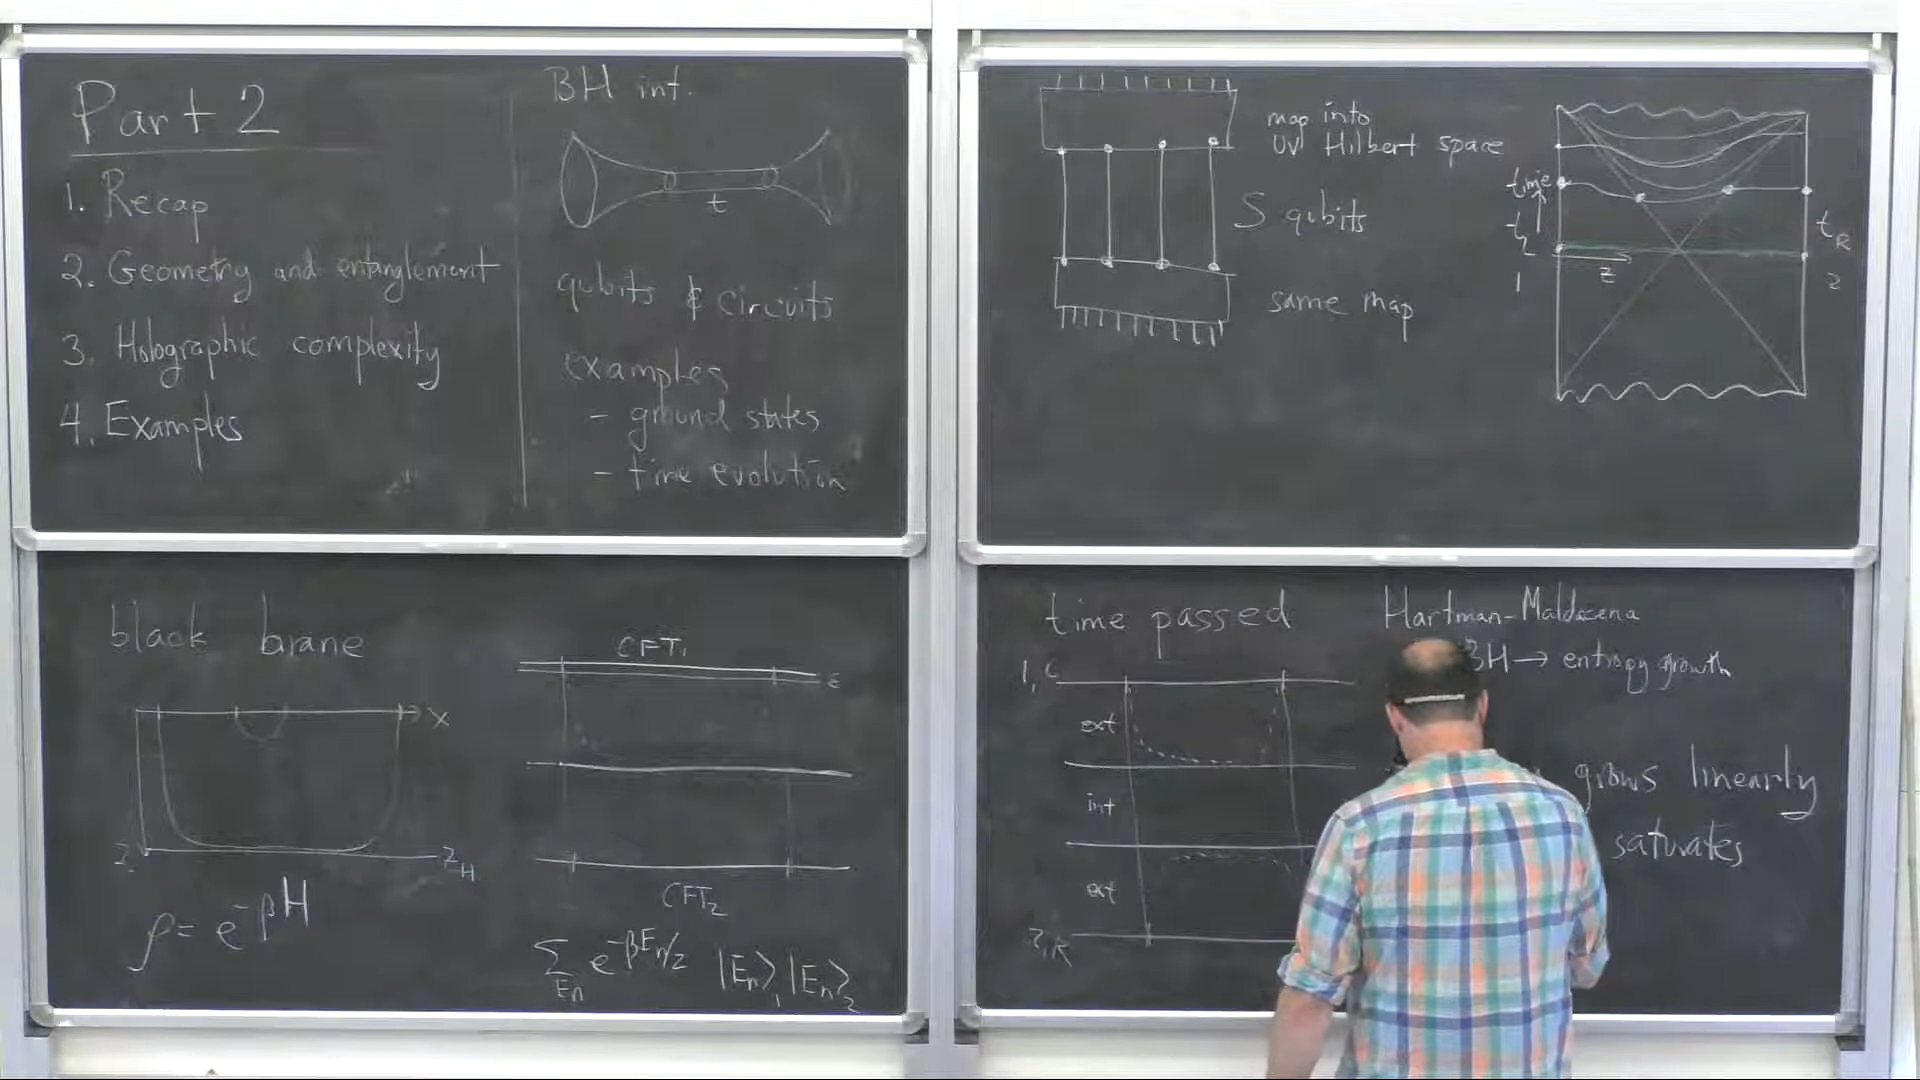 Part 2
1. Recap
2. Geometry and entanglement
3. Holographic complexity
4. Examples
BH int.
t
qubits & circuits
examples
- ground states
- time evolution
map into
UV Hilbert space
S qubits
same map
time
t_L
z
1
t_R
2
black brane
x
z_H
ρ = e^{-βH}
CFT_1
ε
CFT_2
∑_{E_n} e^{-βE_n/2} |E_n⟩_1 |E_n⟩_2
time passed
1,
ext
int
ext
2,R
Hartman-Maldacena
BH → entropy growth
grows linearly
saturates